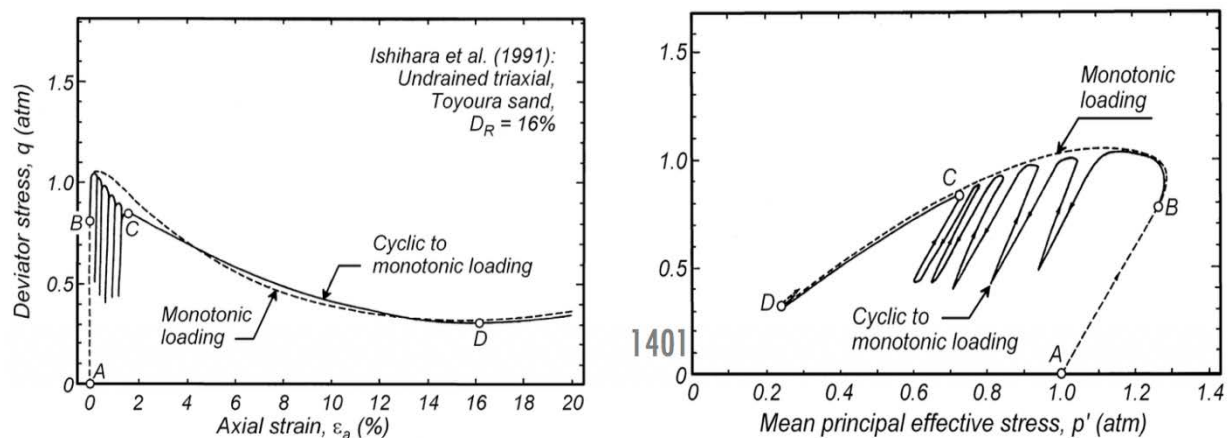 Deviator stress, q (atm)
1.5
1.0
0.5
0
Ishihara et al. (1991):
Undrained triaxial,
Toyoura sand,
D_R = 16%
B
C
A
D
Cyclic to
monotonic loading
Monotonic
loading
0 2 4 6 8 10 12 14 16 18 20
Axial strain, ε_a (%)
1.5
1.0
0.5
0
Monotonic
loading
C
B
D
A
Cyclic to
monotonic loading
1401
0 0.2 0.4 0.6 0.8 1.0 1.2 1.4
Mean principal effective stress, p' (atm)